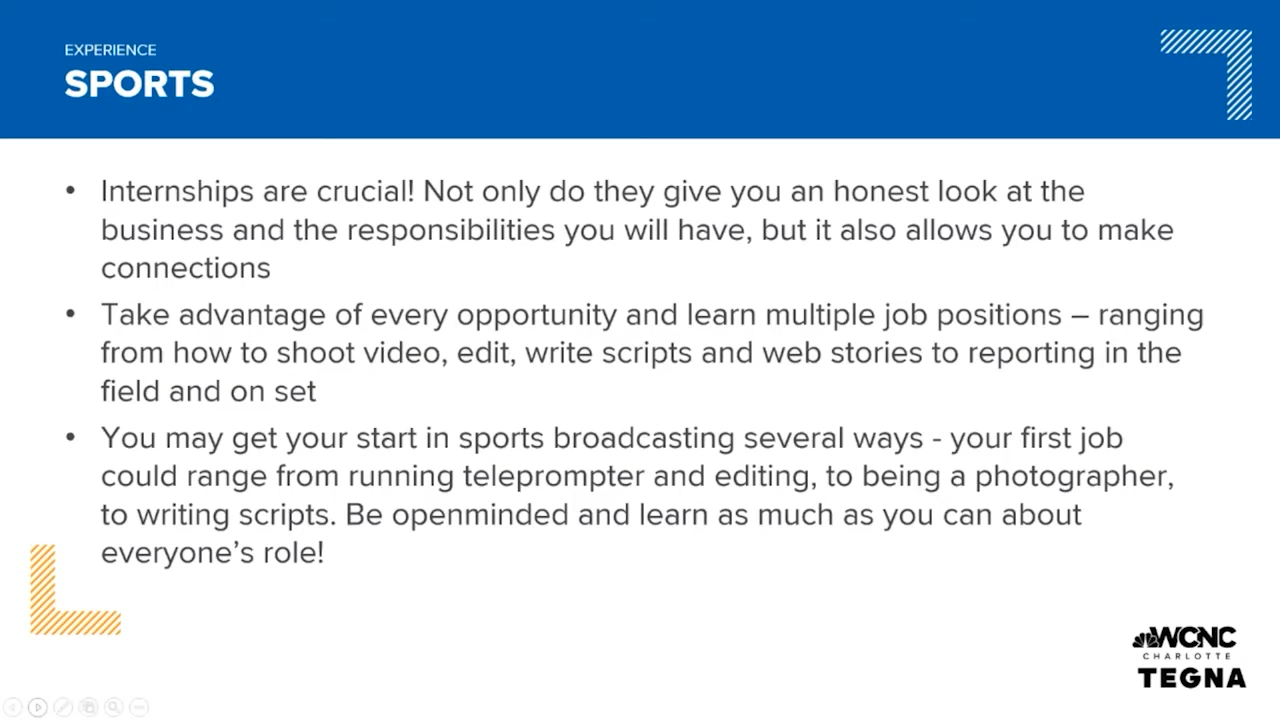 EXPERIENCE
SPORTS
• Internships are crucial! Not only do they give you an honest look at the
business and the responsibilities you will have, but it also allows you to make
connections
• Take advantage of every opportunity and learn multiple job positions – ranging
from how to shoot video, edit, write scripts and web stories to reporting in the
field and on set
• You may get your start in sports broadcasting several ways - your first job
could range from running teleprompter and editing, to being a photographer,
to writing scripts. Be openminded and learn as much as you can about
everyone’s role!
WCNC
CHARLOTTE
TEGNA